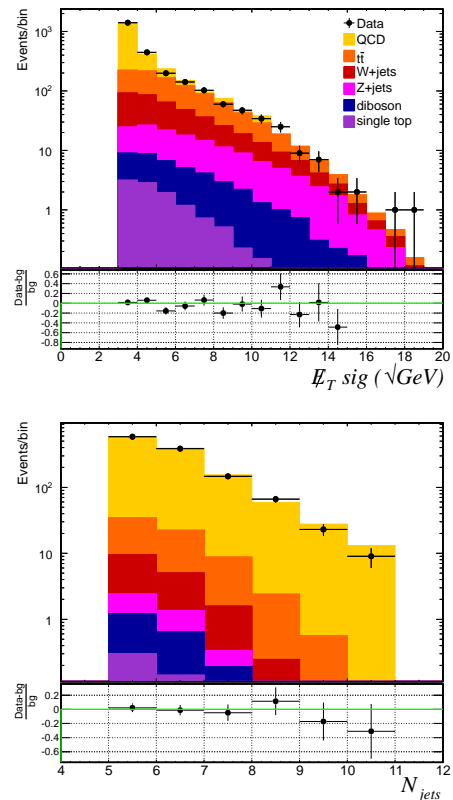 Events/bin
10³
10²
10
1
Data
QCD
tt̄
W+jets
Z+jets
diboson
single top
Data-bg
bg
0.6
0.4
0.2
0
-0.2
-0.4
-0.6
-0.8
0 2 4 6 8 10 12 14 16 18 20
E̸_T sig (√GeV)
Events/bin
10²
10
1
Data-bg
bg
0.2
0
-0.2
-0.4
-0.6
4 5 6 7 8 9 10 11 12
N_jets